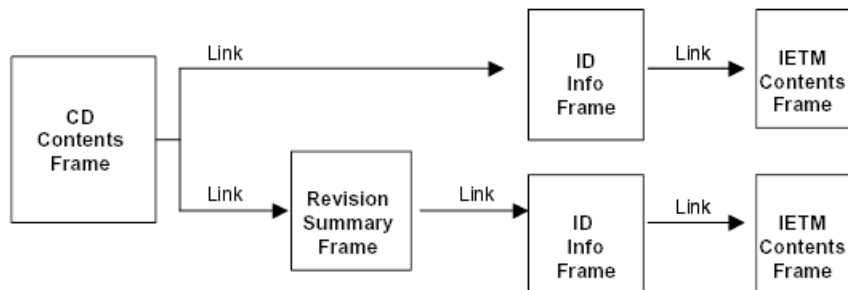 Link
ID
Info
Frame
Link
IETM
Contents
Frame
CD
Contents
Frame
Link
Revision
Summary
Frame
Link
ID
Info
Frame
Link
IETM
Contents
Frame